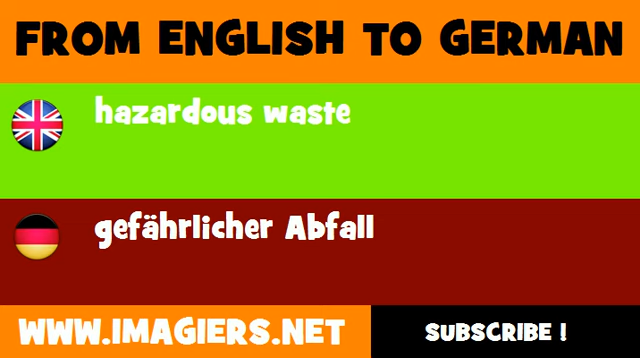 FROM ENGLISH TO GERMAN
hazardous waste
gefährlicher Abfall
WWW.IMAGIERS.NET
SUBSCRIBE !